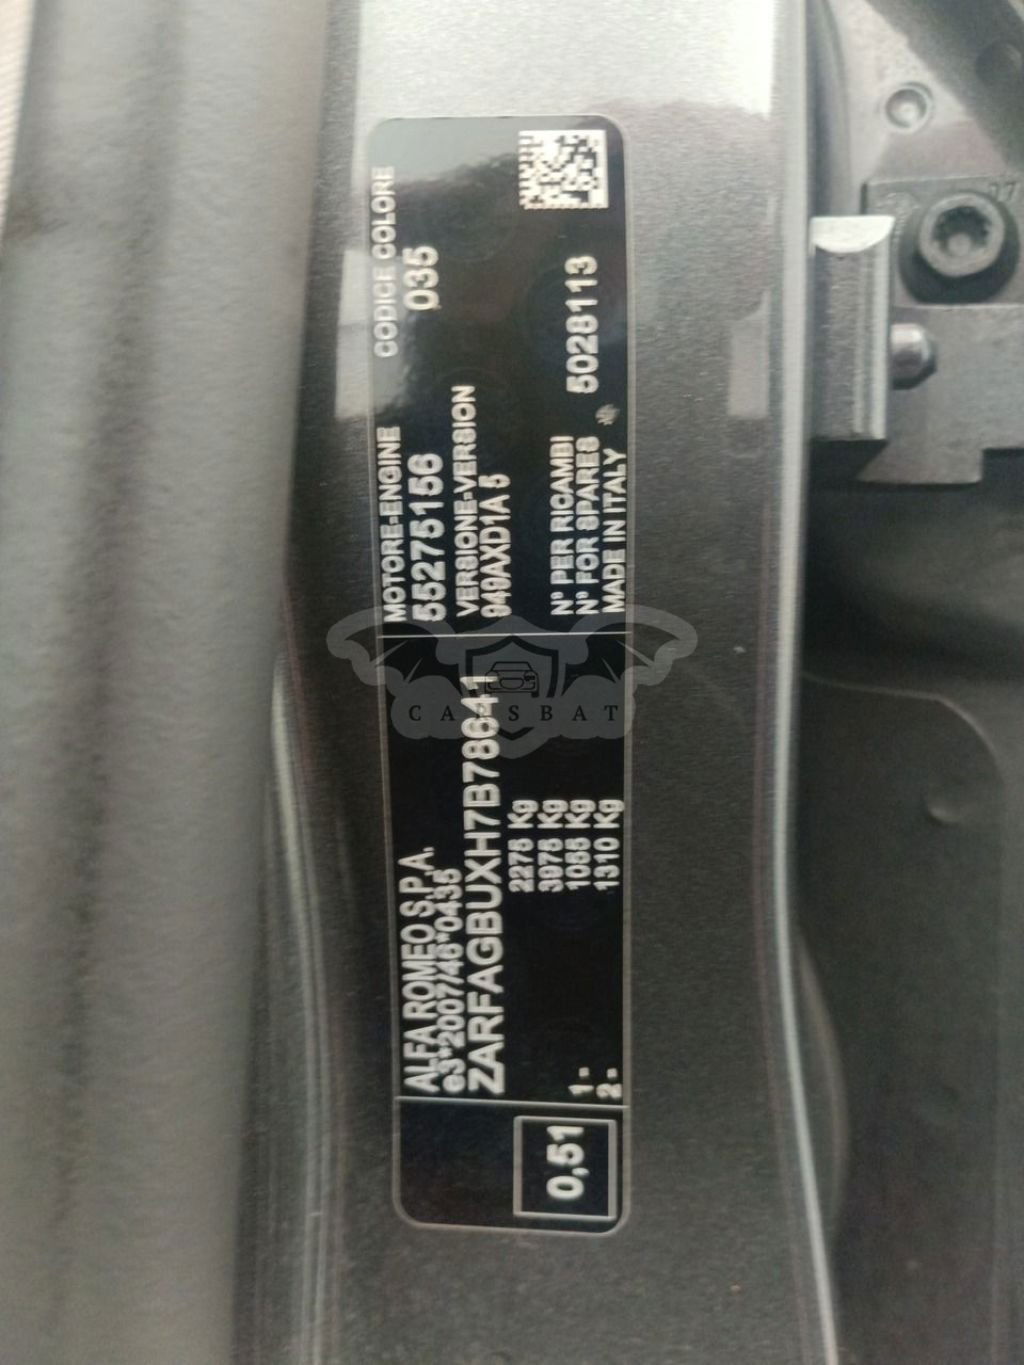 0,51
ALFA ROMEO S.P.A.
e3*2007/46*0435
ZARFAGBUXH7B78641
2275 Kg
3975 Kg
1 - 1055 Kg
2 - 1310 Kg
MOTORE-ENGINE CODICE COLORE
55275156 035
VERSIONE-VERSION
949AXD1A 5
N° PER RICAMBI
N° FOR SPARES 5028113
MADE IN ITALY
CARSBAT